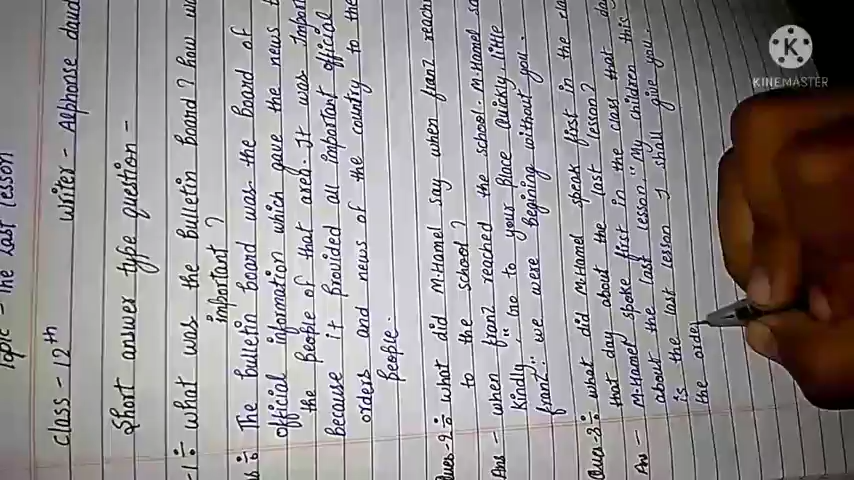 Topic - The Last lesson
class - 12th writer - Alphonse daud
Short answer type question -
-1÷ what was the bulletin board? how w
important?
The bulletin board was the board of
official information which gave the news t
the people of that area. It was import
because it provided all important official
orders and news of the country to the
people.
Ques-2÷ what did M.Hamel say when franz reach
to the school?
Ans - when franz reached the school. M.Hamel sa
Kindly, "Go to your place quickly little
franz" we were begining without you.
Que-3÷ what did M.Hamel speak first in the cla
that day about the last lesson?
Ans - M.Hamel spoke first in the class that day
about the last lesson "My children this
is the last lesson I shall give you.
the order
KINEMASTER